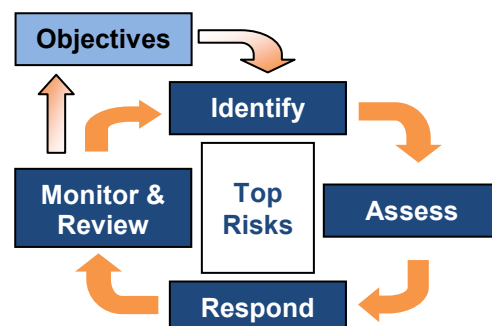 Objectives
Identify
Monitor &
Review
Top
Risks
Assess
Respond